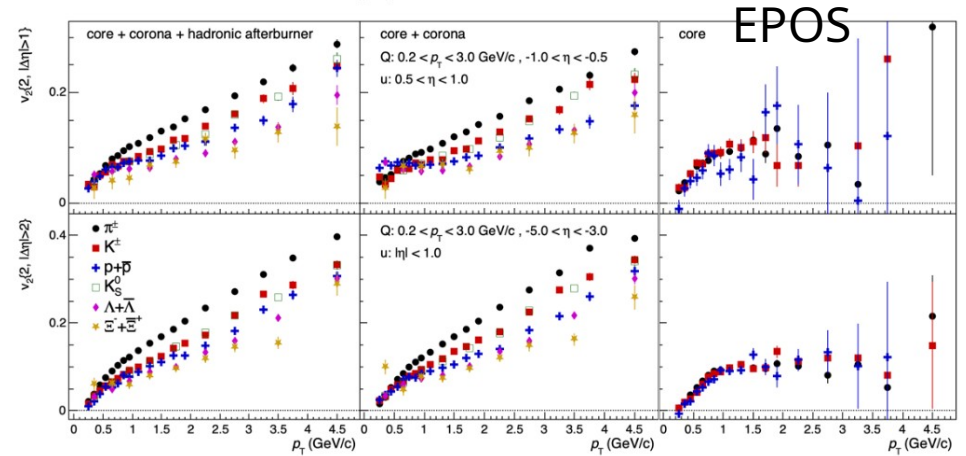 EPOS
core + corona + hadronic afterburner
core + corona
core
Q: 0.2 < p_T < 3.0 GeV/c , -1.0 < η < -0.5
u: 0.5 < η < 1.0
v₂{2, |Δη|>1}
0.2
0
Q: 0.2 < p_T < 3.0 GeV/c , -5.0 < η < -3.0
u: |η| < 1.0
v₂{2, |Δη|>2}
0.4
0.2
0
π±
K±
p+p̅
K⁰_S
Λ+Λ̅
Ξ⁻+Ξ̅⁺
0 0.5 1 1.5 2 2.5 3 3.5 4 4.5
0.5 1 1.5 2 2.5 3 3.5 4 4.5
0 0.5 1 1.5 2 2.5 3 3.5 4 4.5
p_T (GeV/c)
p_T (GeV/c)
p_T (GeV/c)